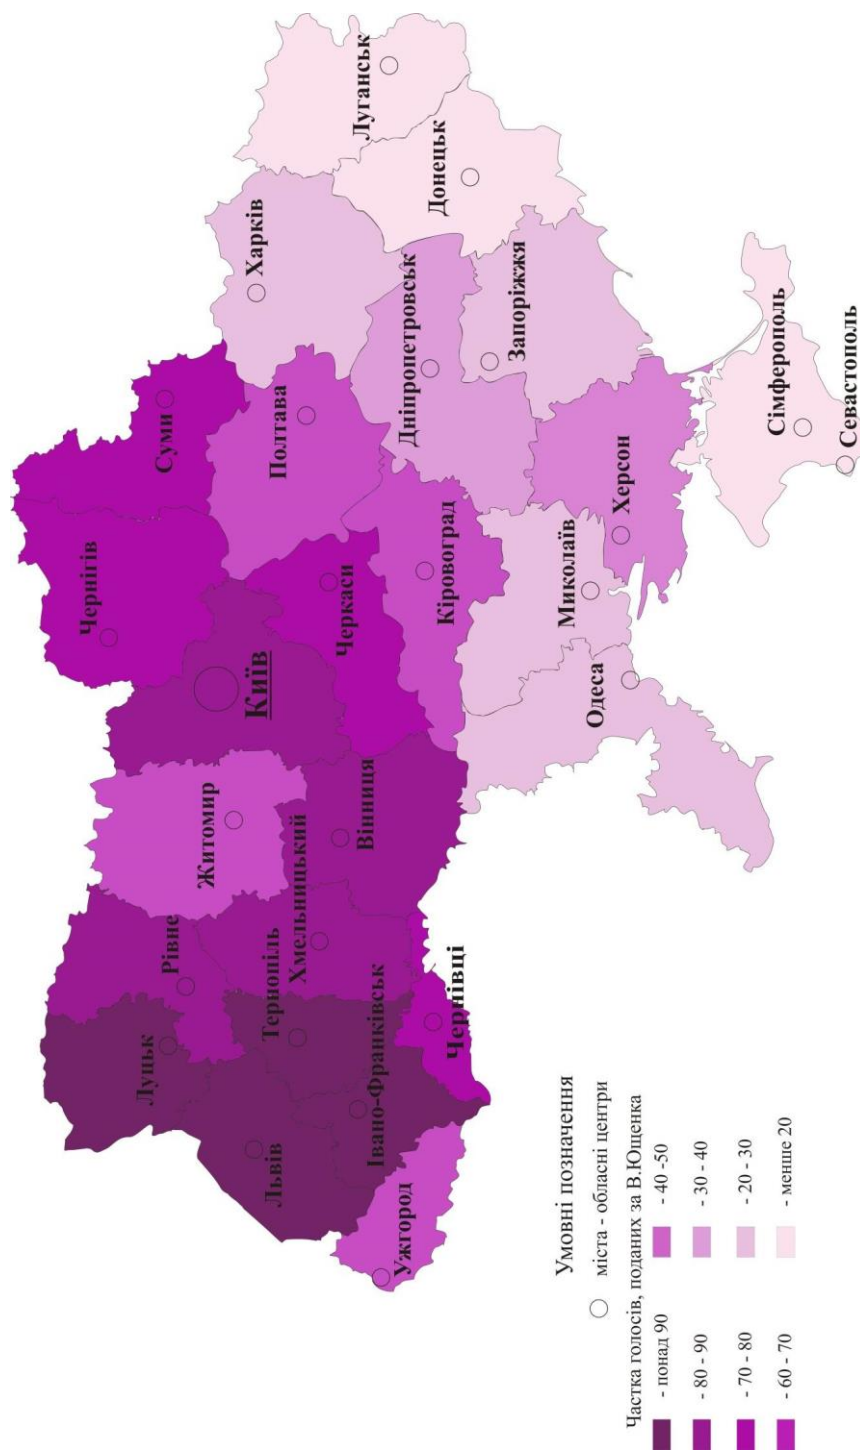 Луцьк
Рівне
Житомир
Київ
Чернігів
Суми
Харків
Луганськ
Львів
Тернопіль
Хмельницький
Вінниця
Черкаси
Полтава
Ужгород
Івано-Франківськ
Чернівці
Кіровоград
Дніпропетровськ
Донецьк
Одеса
Миколаїв
Херсон
Запоріжжя
Сімферополь
Севастополь
Умовні позначення
міста - обласні центри
Частка голосів, поданих за В.Ющенка
- понад 90
- 80 - 90
- 70 - 80
- 60 - 70
- 40 -50
- 30 - 40
- 20 - 30
- менше 20